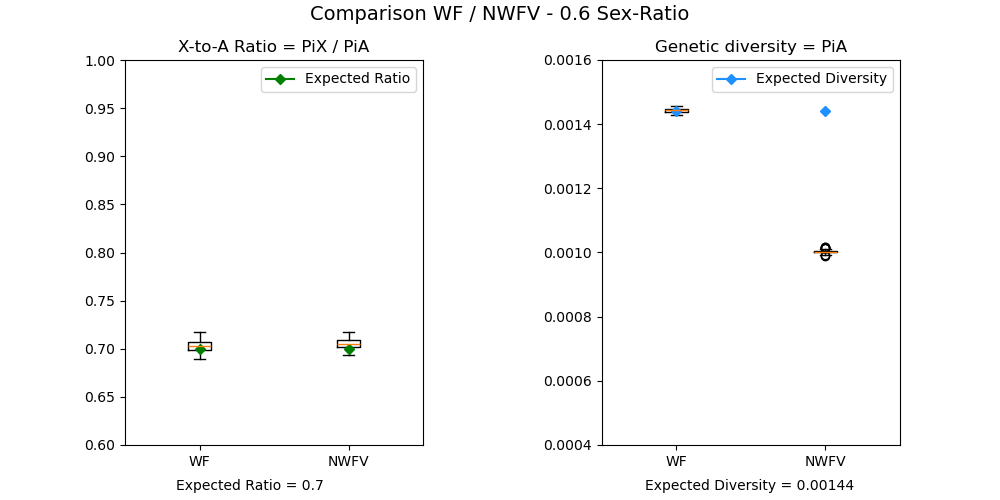 Comparison WF / NWFV - 0.6 Sex-Ratio
X-to-A Ratio = PiX / PiA
1.00
0.95
0.90
0.85
0.80
0.75
0.70
0.65
0.60
Expected Ratio
WF
NWFV
Expected Ratio = 0.7
Genetic diversity = PiA
0.0016
0.0014
0.0012
0.0010
0.0008
0.0006
0.0004
Expected Diversity
WF
NWFV
Expected Diversity = 0.00144